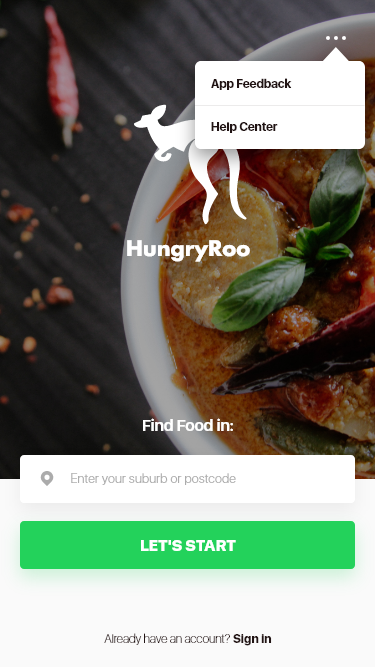 App Feedback
Help Center
HungryRoo
Find Food in:
Enter your suburb or postcode
LET'S START
Already have an account? Sign in